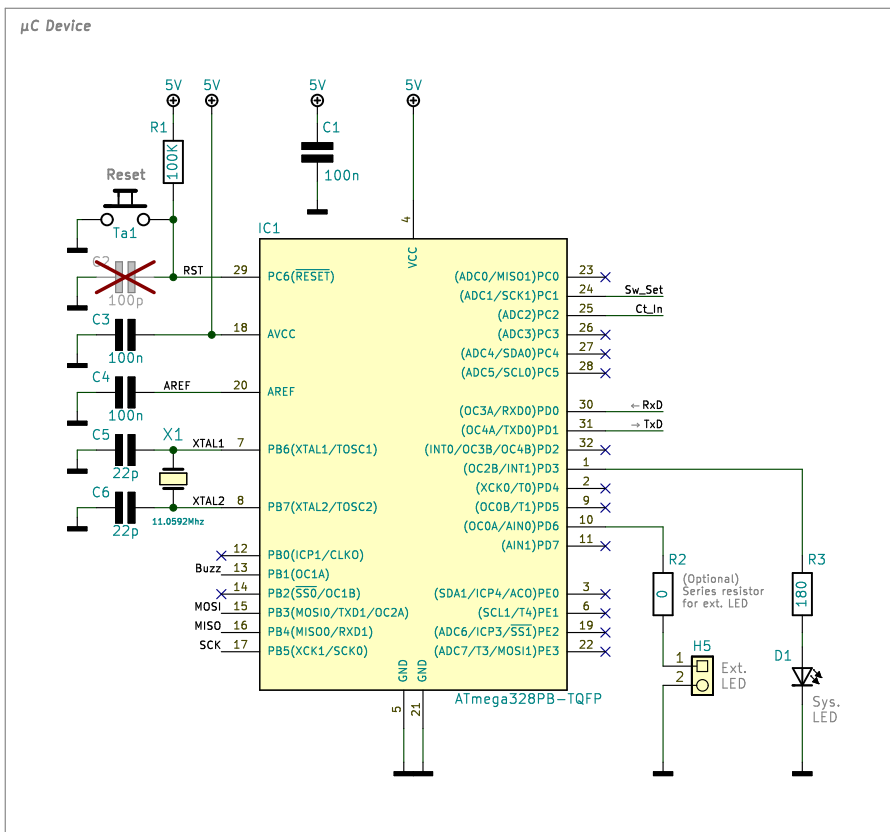 µC Device
5V
5V
5V
5V
R1
100K
C1
100n
Reset
Ta1
C2
100p
RST
C3
100n
C4
100n
AREF
C5
22p
X1
XTAL1
C6
22p
XTAL2
11.0592Mhz
Buzz
MOSI
MISO
SCK
IC1
4
VCC
29 PC6(RESET)
18 AVCC
20 AREF
7 PB6(XTAL1/TOSC1)
8 PB7(XTAL2/TOSC2)
12 PB0(ICP1/CLKO)
13 PB1(OC1A)
14 PB2(SS0/OC1B)
15 PB3(MOSI0/TXD1/OC2A)
16 PB4(MISO0/RXD1)
17 PB5(XCK1/SCK0)
(ADC0/MISO1)PC0 23
(ADC1/SCK1)PC1 24 Sw_Set
(ADC2)PC2 25 Ct_In
(ADC3)PC3 26
(ADC4/SDA0)PC4 27
(ADC5/SCL0)PC5 28
(OC3A/RXD0)PD0 30 ←RxD
(OC4A/TXD0)PD1 31 →TxD
(INT0/OC3B/OC4B)PD2 32
(OC2B/INT1)PD3 1
(XCK0/T0)PD4 2
(OC0B/T1)PD5 9
(OC0A/AIN0)PD6 10
(AIN1)PD7 11
(SDA1/ICP4/ACO)PE0 3
(SCL1/T4)PE1 6
(ADC6/ICP3/SS1)PE2 19
(ADC7/T3/MOSI1)PE3 22
GND
GND
5
21
ATmega328PB-TQFP
R2
0
(Optional)
Series resistor
for ext. LED
R3
180
H5
1
2
Ext.
LED
D1
Sys.
LED